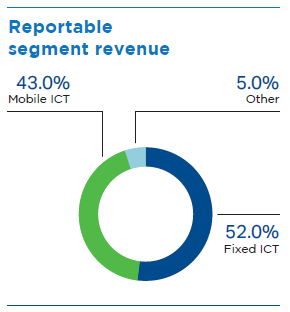 Reportable
segment revenue
43.0%
Mobile ICT
5.0%
Other
52.0%
Fixed ICT